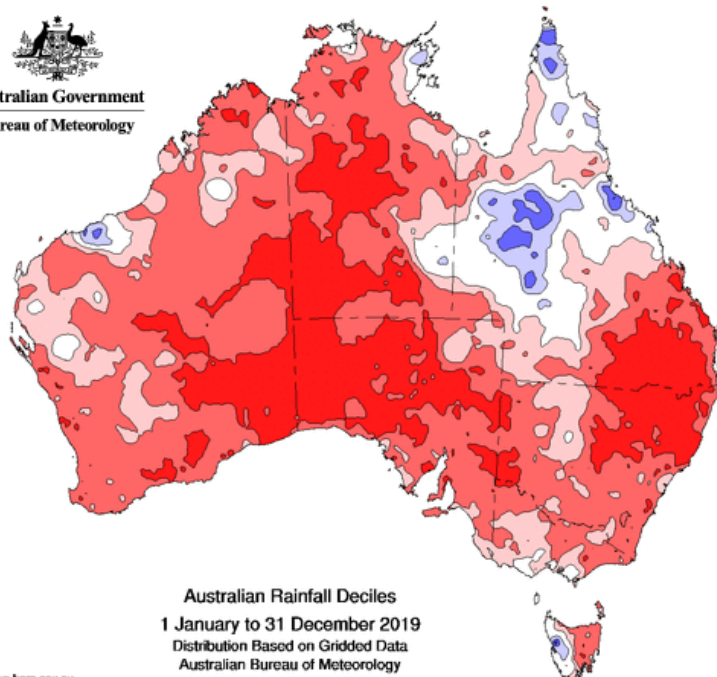 tralian Government
reau of Meteorology
Australian Rainfall Deciles
1 January to 31 December 2019
Distribution Based on Gridded Data
Australian Bureau of Meteorology